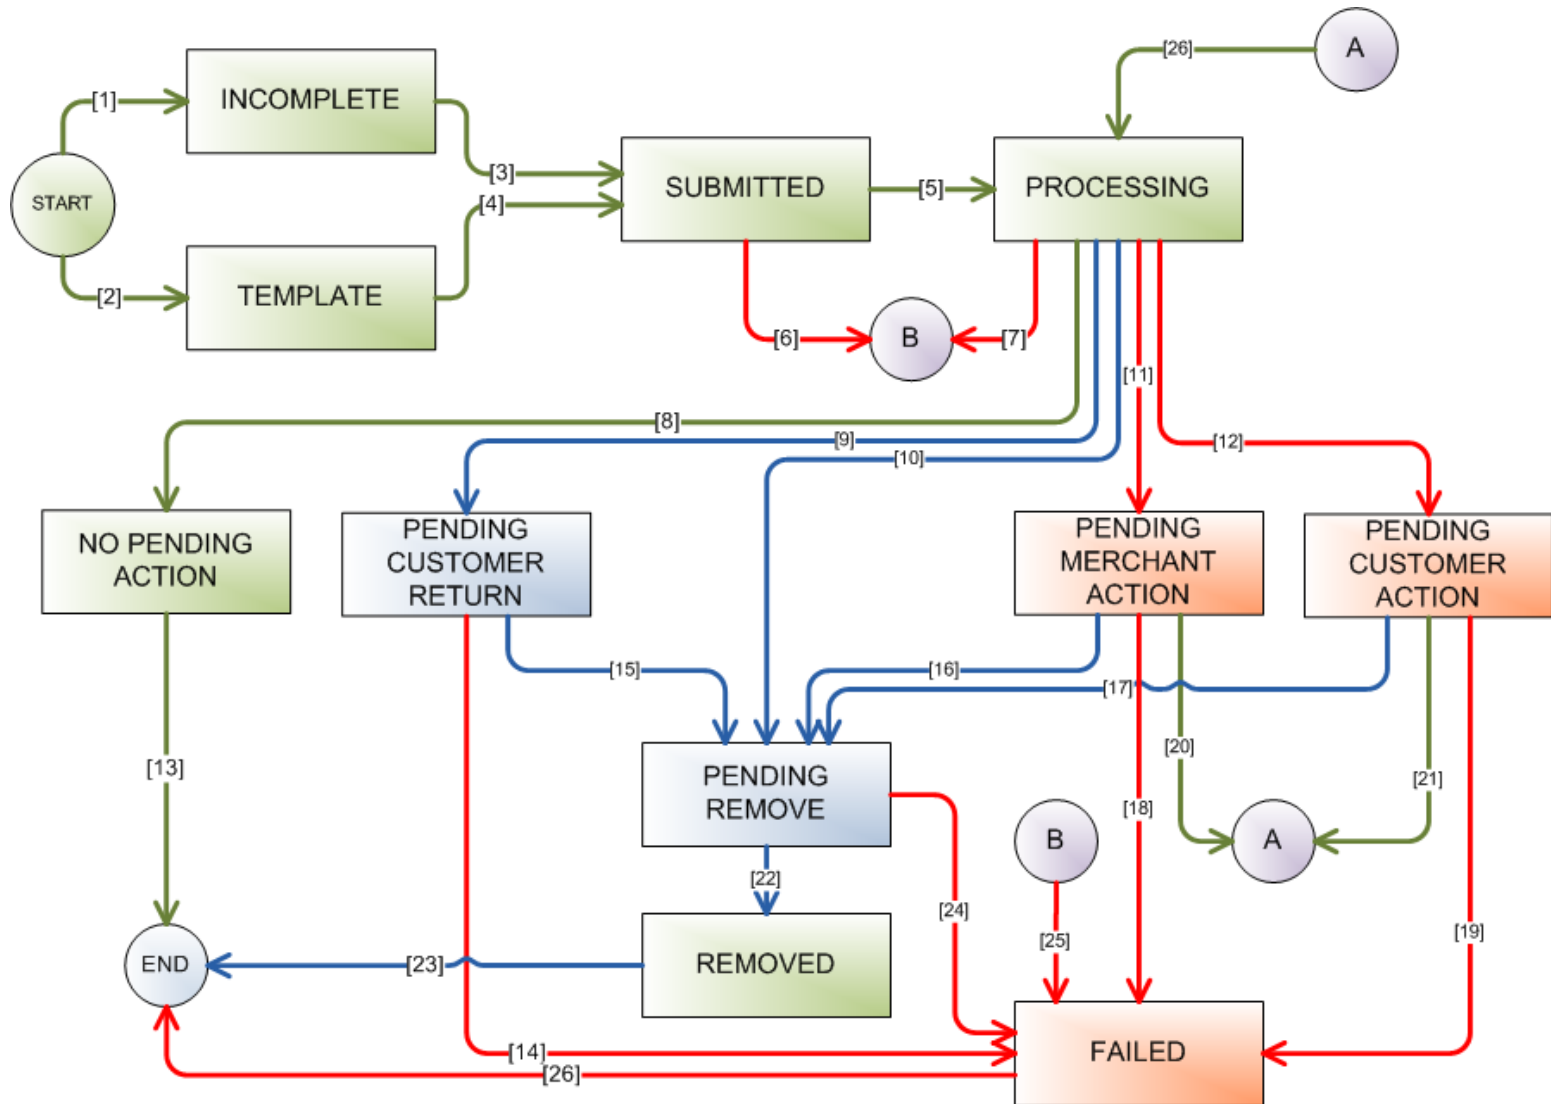 [26]
A
[1]
INCOMPLETE
[3]
START
SUBMITTED
[5]
PROCESSING
[4]
[2]
TEMPLATE
[6]
B
[7]
[11]
[8]
[9]
[10]
[12]
NO PENDING
ACTION
PENDING
CUSTOMER
RETURN
PENDING
MERCHANT
ACTION
PENDING
CUSTOMER
ACTION
[15]
[16]
[17]
[13]
[20]
[21]
PENDING
REMOVE
[18]
B
A
[22]
[24]
[25]
[19]
END
[23]
REMOVED
[14]
[26]
FAILED